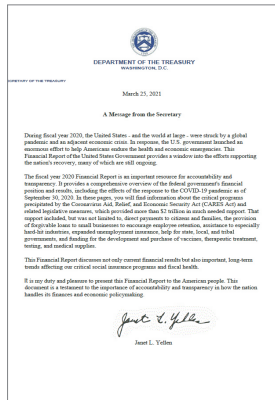 DEPARTMENT OF THE TREASURY
WASHINGTON, D.C.
SECRETARY OF THE TREASURY
March 25, 2021
A Message from the Secretary
During fiscal year 2020, the United States - and the world at large - were struck by a global
pandemic and an adjacent economic crisis. In response, the U.S. government launched an
enormous effort to help Americans endure the health and economic emergencies. This
Financial Report of the United States Government provides a window into the efforts supporting
the nation's recovery, many of which are still ongoing.
The fiscal year 2020 Financial Report is an important resource for accountability and
transparency. It provides a comprehensive overview of the federal government's financial
position and results, including the effects of the response to the COVID-19 pandemic as of
September 30, 2020. In these pages, you will find information about the critical programs
precipitated by the Coronavirus Aid, Relief, and Economic Security Act (CARES Act) and
related legislative measures, which provided more than $2 trillion in much needed support. That
support included, but was not limited to, direct payments to citizens and families, the provision
of forgivable loans to small businesses to encourage employee retention, assistance to especially
hard-hit industries, expanded unemployment insurance, help for state, local, and tribal
governments, and funding for the development and purchase of vaccines, therapeutic treatment,
testing, and medical supplies.
This Financial Report discusses not only current financial results but also important, long-term
trends affecting our critical social insurance programs and fiscal health.
It is my duty and pleasure to present this Financial Report to the American people. This
document is a testament to the importance of accountability and transparency in how the nation
handles its finances and economic policymaking.
Janet L. Yellen
Janet L. Yellen